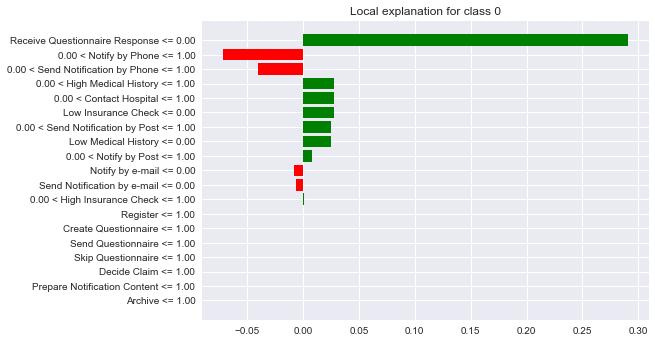 Local explanation for class 0
Receive Questionnaire Response <= 0.00
0.00 < Notify by Phone <= 1.00
0.00 < Send Notification by Phone <= 1.00
0.00 < High Medical History <= 1.00
0.00 < Contact Hospital <= 1.00
Low Insurance Check <= 0.00
0.00 < Send Notification by Post <= 1.00
Low Medical History <= 0.00
0.00 < Notify by Post <= 1.00
Notify by e-mail <= 0.00
Send Notification by e-mail <= 0.00
0.00 < High Insurance Check <= 1.00
Register <= 1.00
Create Questionnaire <= 1.00
Send Questionnaire <= 1.00
Skip Questionnaire <= 1.00
Decide Claim <= 1.00
Prepare Notification Content <= 1.00
Archive <= 1.00
−0.05 0.00 0.05 0.10 0.15 0.20 0.25 0.30